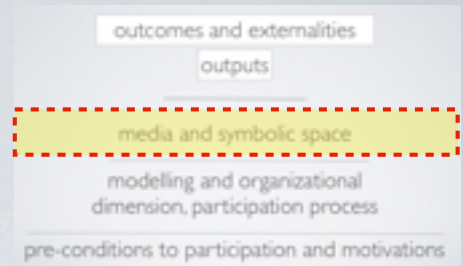 outcomes and externalities
outputs
media and symbolic space
modelling and organizational
dimension, participation process
pre-conditions to participation and motivations